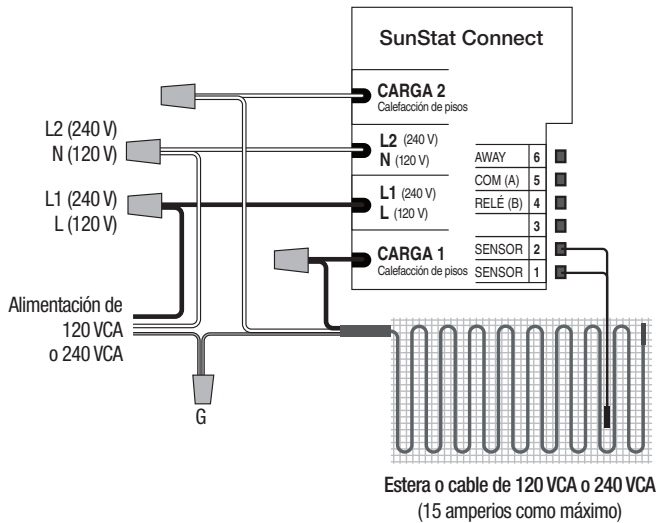 SunStat Connect
CARGA 2
Calefacción de pisos
L2 (240 V)
N (120 V)
L2 (240 V)
N (120 V)
L1 (240 V)
L (120 V)
L1 (240 V)
L (120 V)
CARGA 1
Calefacción de pisos
AWAY 6
COM (A) 5
RELÉ (B) 4
3
SENSOR 2
SENSOR 1
Alimentación de
120 VCA
o 240 VCA
G
Estera o cable de 120 VCA o 240 VCA
(15 amperios como máximo)